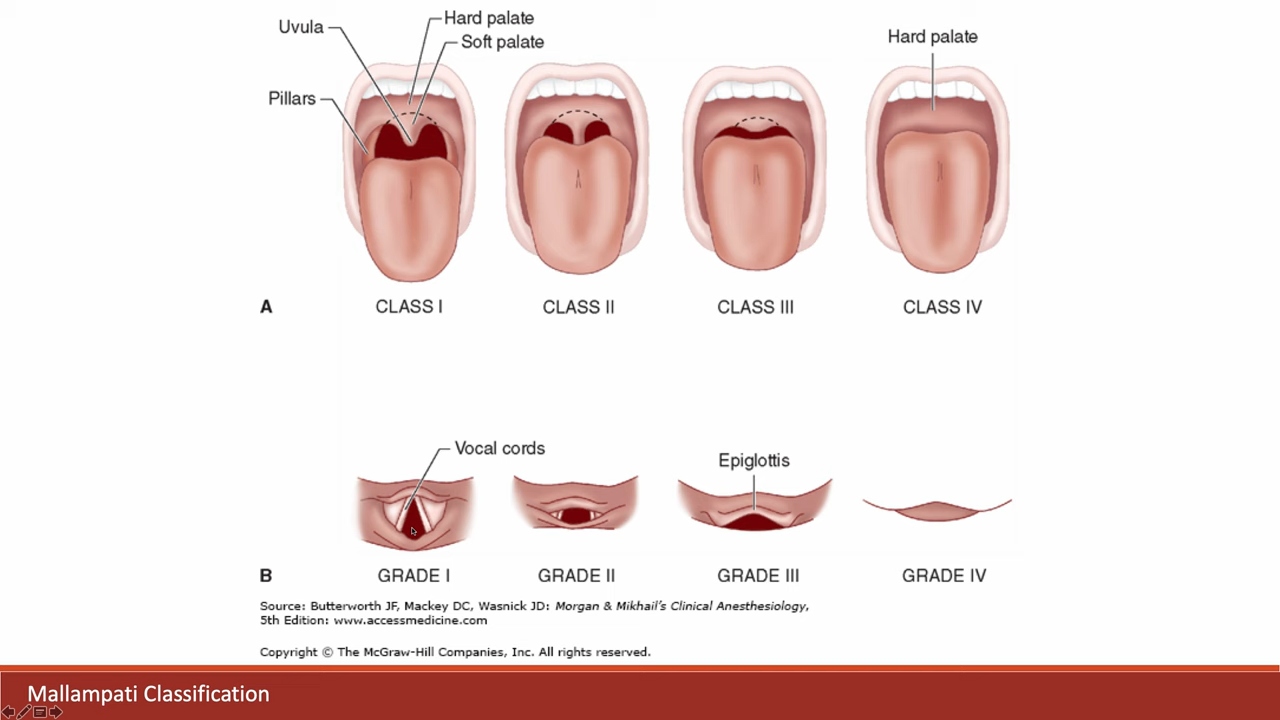 Uvula
Hard palate
Soft palate
Pillars
Hard palate
A
CLASS I
CLASS II
CLASS III
CLASS IV
Vocal cords
Epiglottis
B
GRADE I
GRADE II
GRADE III
GRADE IV
Source: Butterworth JF, Mackey DC, Wasnick JD: Morgan & Mikhail's Clinical Anesthesiology,
5th Edition: www.accessmedicine.com
Copyright © The McGraw-Hill Companies, Inc. All rights reserved.
Mallampati Classification